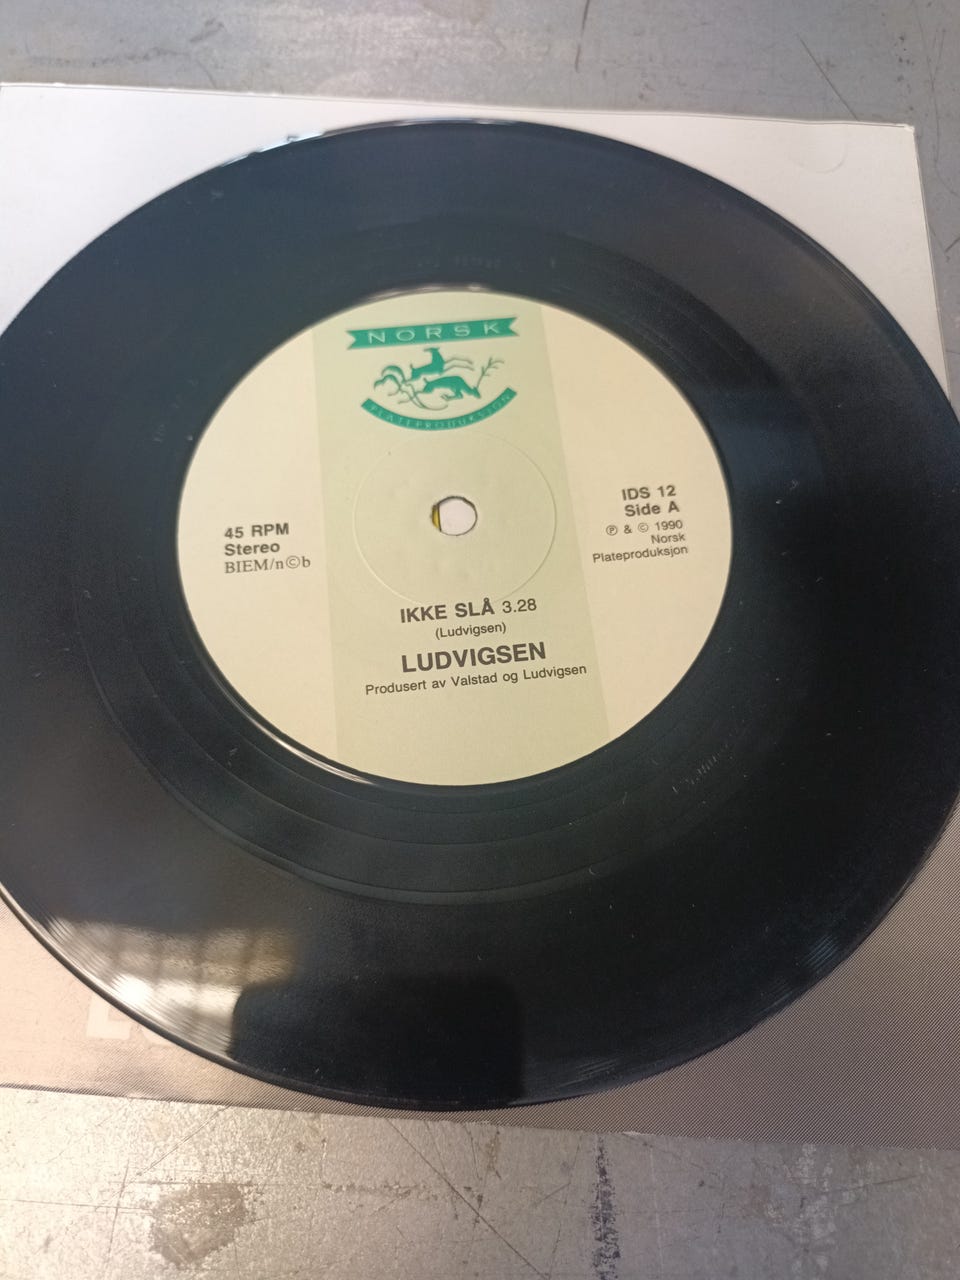 NORSK
PLATEPRODUKSJON
45 RPM
Stereo
BIEM/n©b
IDS 12
Side A
℗ & © 1990
Norsk
Plateproduksjon
IKKE SLÅ 3.28
(Ludvigsen)
LUDVIGSEN
Produsert av Valstad og Ludvigsen